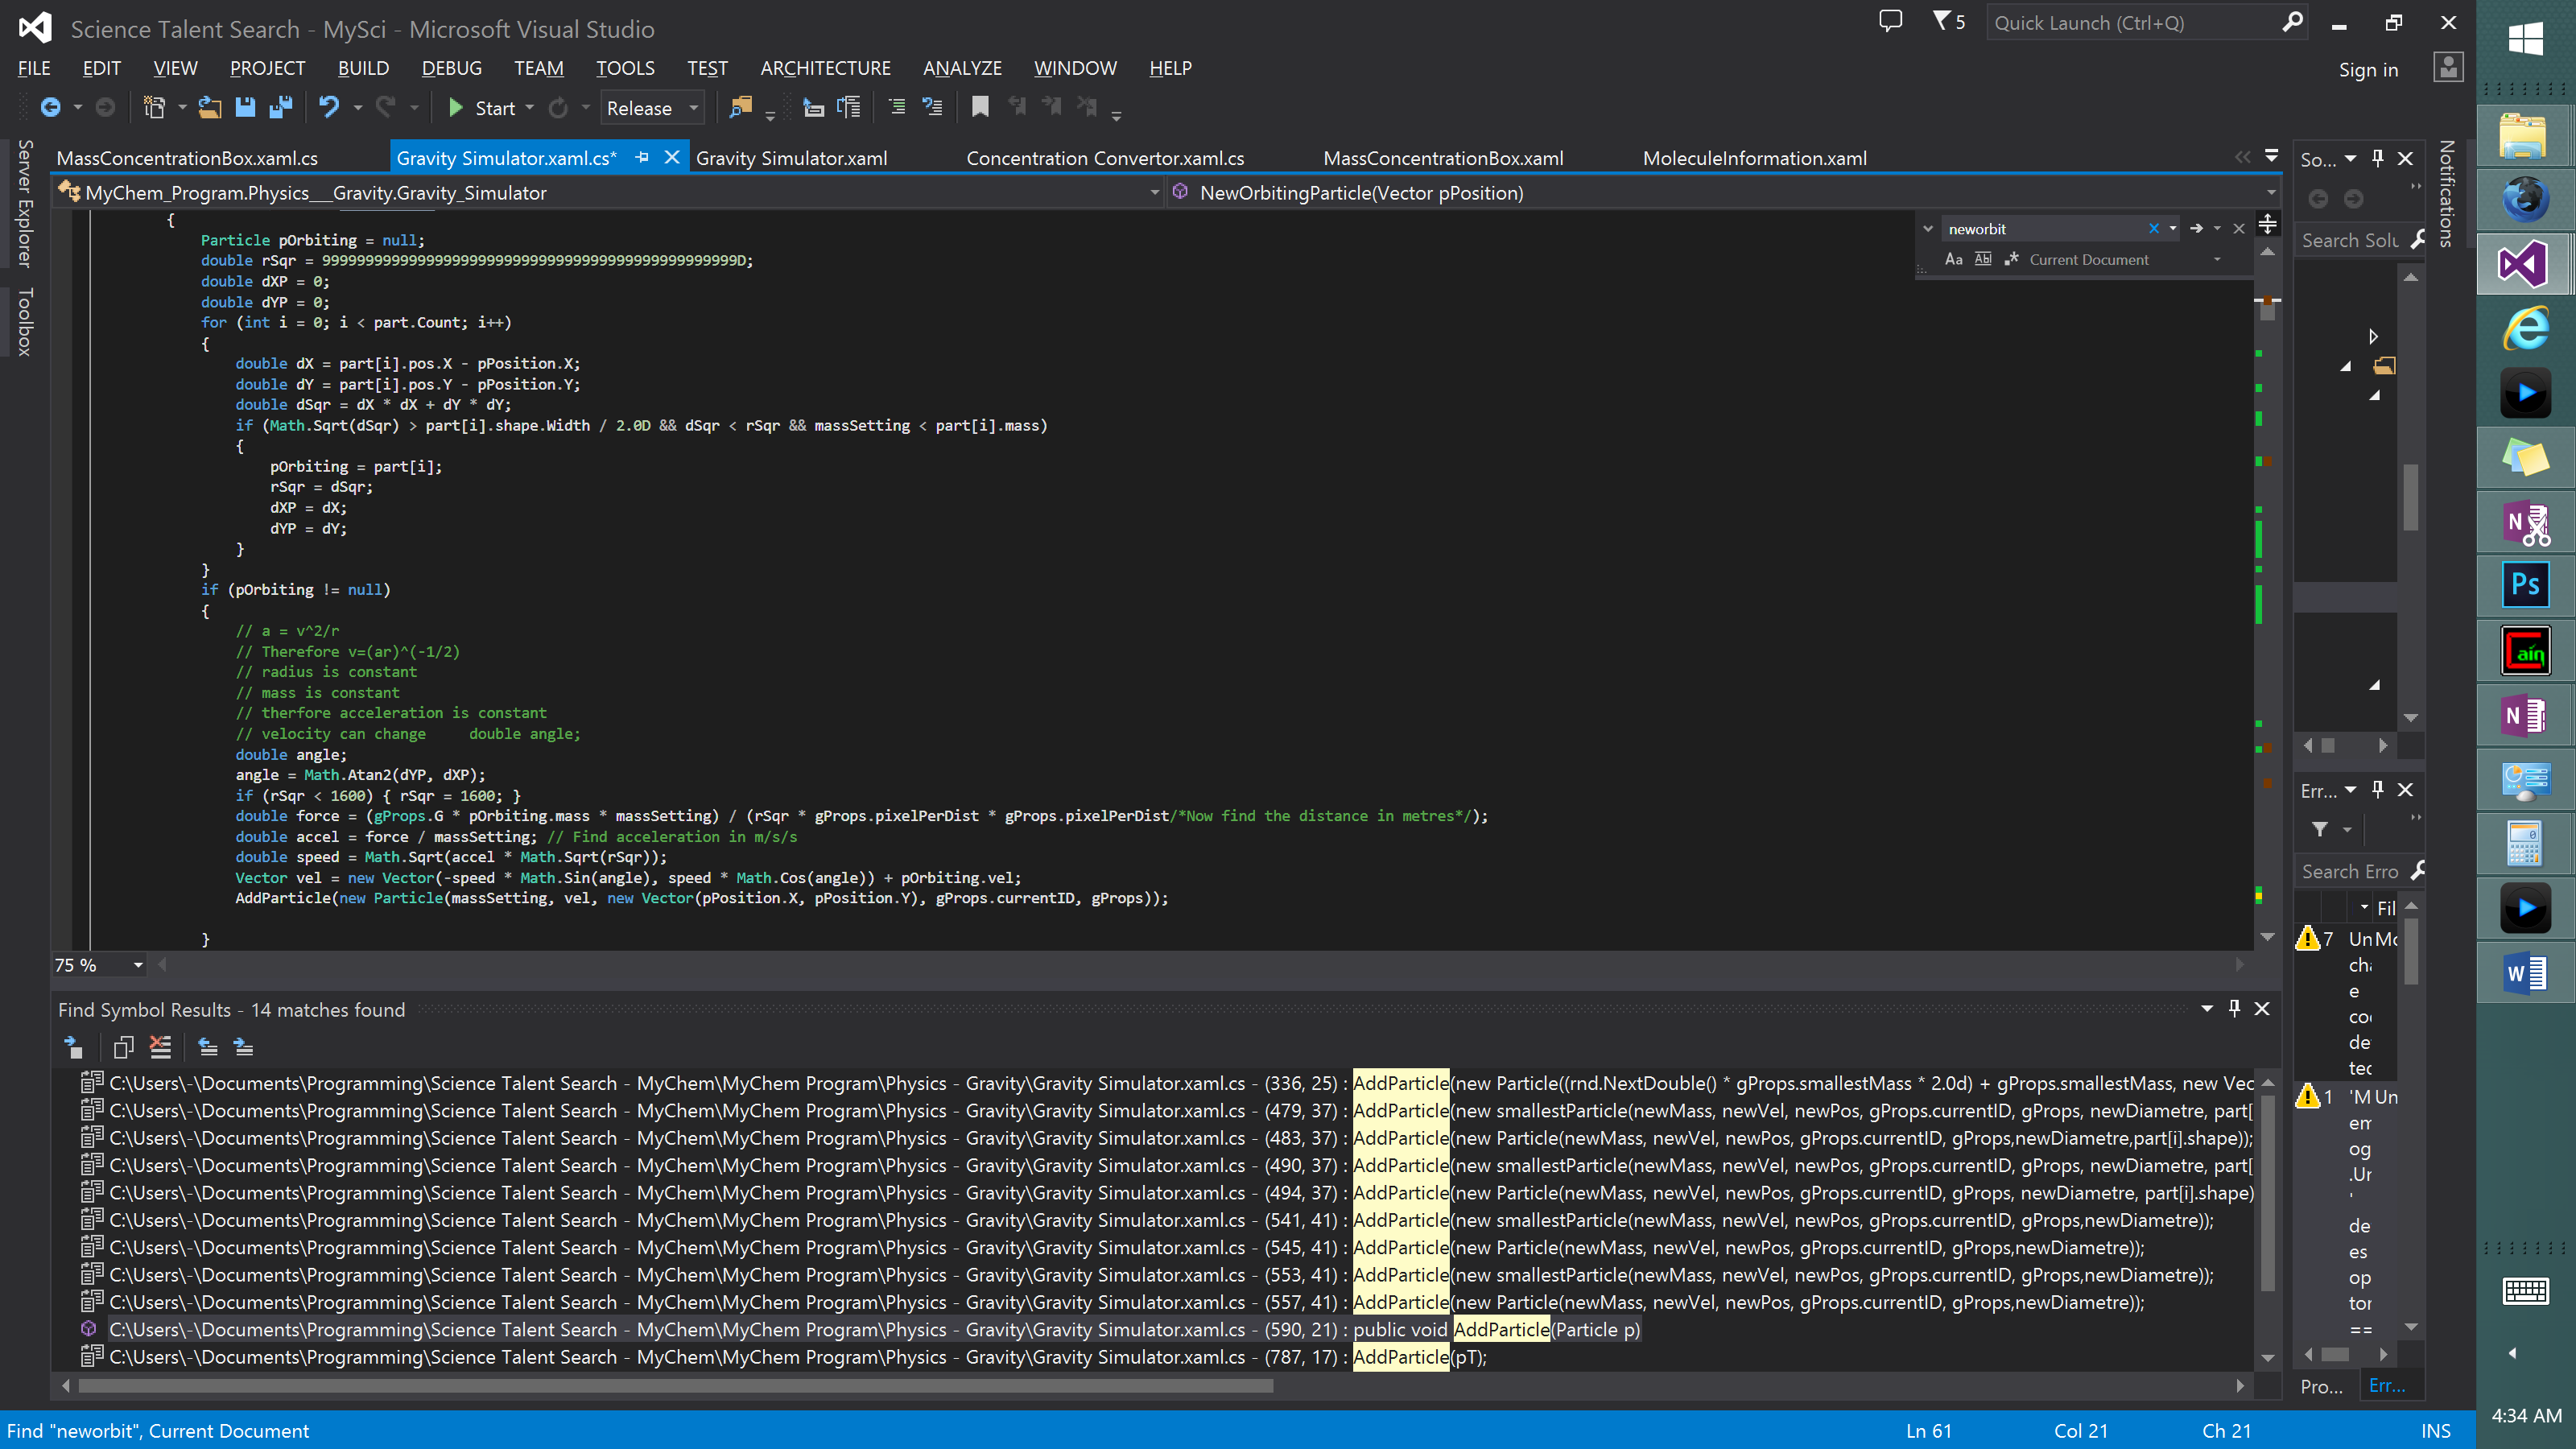 Science Talent Search - MySci - Microsoft Visual Studio
5
Quick Launch (Ctrl+Q)
FILE EDIT VIEW PROJECT BUILD DEBUG TEAM TOOLS TEST ARCHITECTURE ANALYZE WINDOW HELP
Sign in
Start Release
Server Explorer
Toolbox
MassConcentrationBox.xaml.cs Gravity Simulator.xaml.cs* Gravity Simulator.xaml Concentration Convertor.xaml.cs MassConcentrationBox.xaml MoleculeInformation.xaml
So...
Notifications
MyChem_Program.Physics___Gravity.Gravity_Simulator NewOrbitingParticle(Vector pPosition)
neworbit
Aa Abl Current Document
Search Solu
{
Particle pOrbiting = null;
double dXP = 0;
double dYP = 0;
for (int i = 0; i < part.Count; i++)
{
double dX = part[i].pos.X - pPosition.X;
double dY = part[i].pos.Y - pPosition.Y;
double dSqr = dX * dX + dY * dY;
if (Math.Sqrt(dSqr) > part[i].shape.Width / 2.0D && dSqr < rSqr && massSetting < part[i].mass)
{
pOrbiting = part[i];
rSqr = dSqr;
dXP = dX;
dYP = dY;
}
}
if (pOrbiting != null)
{
// a = v^2/r
// Therefore v=(ar)^(-1/2)
// radius is constant
// mass is constant
// therfore acceleration is constant
// velocity can change     double angle;
double angle;
angle = Math.Atan2(dYP, dXP);
if (rSqr < 1600) { rSqr = 1600; }
double force = (gProps.G * pOrbiting.mass * massSetting) / (rSqr * gProps.pixelPerDist * gProps.pixelPerDist/*Now find the distance in metres*/);
double accel = force / massSetting; // Find acceleration in m/s/s
double speed = Math.Sqrt(accel * Math.Sqrt(rSqr));
Vector vel = new Vector(-speed * Math.Sin(angle), speed * Math.Cos(angle)) + pOrbiting.vel;
AddParticle(new Particle(massSetting, vel, new Vector(pPosition.X, pPosition.Y), gProps.currentID, gProps));
}
75 %
Find Symbol Results - 14 matches found
C:\Users\-\Documents\Programming\Science Talent Search - MyChem\MyChem Program\Physics - Gravity\Gravity Simulator.xaml.cs - (336, 25) : AddParticle(new Particle((rnd.NextDouble() * gProps.smallestMass * 2.0d) + gProps.smallestMass, new Vec
C:\Users\-\Documents\Programming\Science Talent Search - MyChem\MyChem Program\Physics - Gravity\Gravity Simulator.xaml.cs - (479, 37) : AddParticle(new smallestParticle(newMass, newVel, newPos, gProps.currentID, gProps, newDiametre, part[
C:\Users\-\Documents\Programming\Science Talent Search - MyChem\MyChem Program\Physics - Gravity\Gravity Simulator.xaml.cs - (483, 37) : AddParticle(new Particle(newMass, newVel, newPos, gProps.currentID, gProps,newDiametre,part[i].shape));
C:\Users\-\Documents\Programming\Science Talent Search - MyChem\MyChem Program\Physics - Gravity\Gravity Simulator.xaml.cs - (490, 37) : AddParticle(new smallestParticle(newMass, newVel, newPos, gProps.currentID, gProps, newDiametre, part[
C:\Users\-\Documents\Programming\Science Talent Search - MyChem\MyChem Program\Physics - Gravity\Gravity Simulator.xaml.cs - (494, 37) : AddParticle(new Particle(newMass, newVel, newPos, gProps.currentID, gProps, newDiametre, part[i].shape)
C:\Users\-\Documents\Programming\Science Talent Search - MyChem\MyChem Program\Physics - Gravity\Gravity Simulator.xaml.cs - (541, 41) : AddParticle(new smallestParticle(newMass, newVel, newPos, gProps.currentID, gProps,newDiametre));
C:\Users\-\Documents\Programming\Science Talent Search - MyChem\MyChem Program\Physics - Gravity\Gravity Simulator.xaml.cs - (545, 41) : AddParticle(new Particle(newMass, newVel, newPos, gProps.currentID, gProps,newDiametre));
C:\Users\-\Documents\Programming\Science Talent Search - MyChem\MyChem Program\Physics - Gravity\Gravity Simulator.xaml.cs - (553, 41) : AddParticle(new smallestParticle(newMass, newVel, newPos, gProps.currentID, gProps,newDiametre));
C:\Users\-\Documents\Programming\Science Talent Search - MyChem\MyChem Program\Physics - Gravity\Gravity Simulator.xaml.cs - (557, 41) : AddParticle(new Particle(newMass, newVel, newPos, gProps.currentID, gProps,newDiametre));
C:\Users\-\Documents\Programming\Science Talent Search - MyChem\MyChem Program\Physics - Gravity\Gravity Simulator.xaml.cs - (590, 21) : public void AddParticle(Particle p)
C:\Users\-\Documents\Programming\Science Talent Search - MyChem\MyChem Program\Physics - Gravity\Gravity Simulator.xaml.cs - (787, 17) : AddParticle(pT);
Err...
Search Erro
Fil
7 Un Mc
cha
e
co
de
tec
1 'M Un
em
og
.Ur
'
de
es
op
tor
==
Pro... Err...
Find "neworbit", Current Document
Ln 61 Col 21 Ch 21 INS
Ps
Cain
N
W
4:34 AM